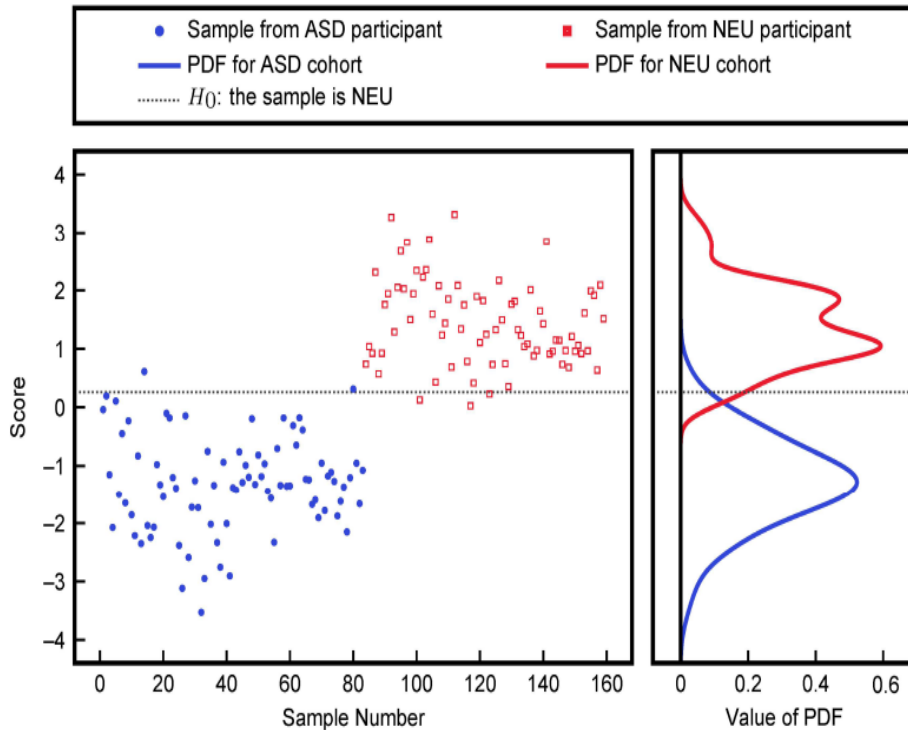 Sample from ASD participant
Sample from NEU participant
PDF for ASD cohort
PDF for NEU cohort
H0: the sample is NEU
4
3
2
1
0
–1
–2
–3
–4
Score
0 20 40 60 80 100 120 140 160
Sample Number
0 0.2 0.4 0.6
Value of PDF